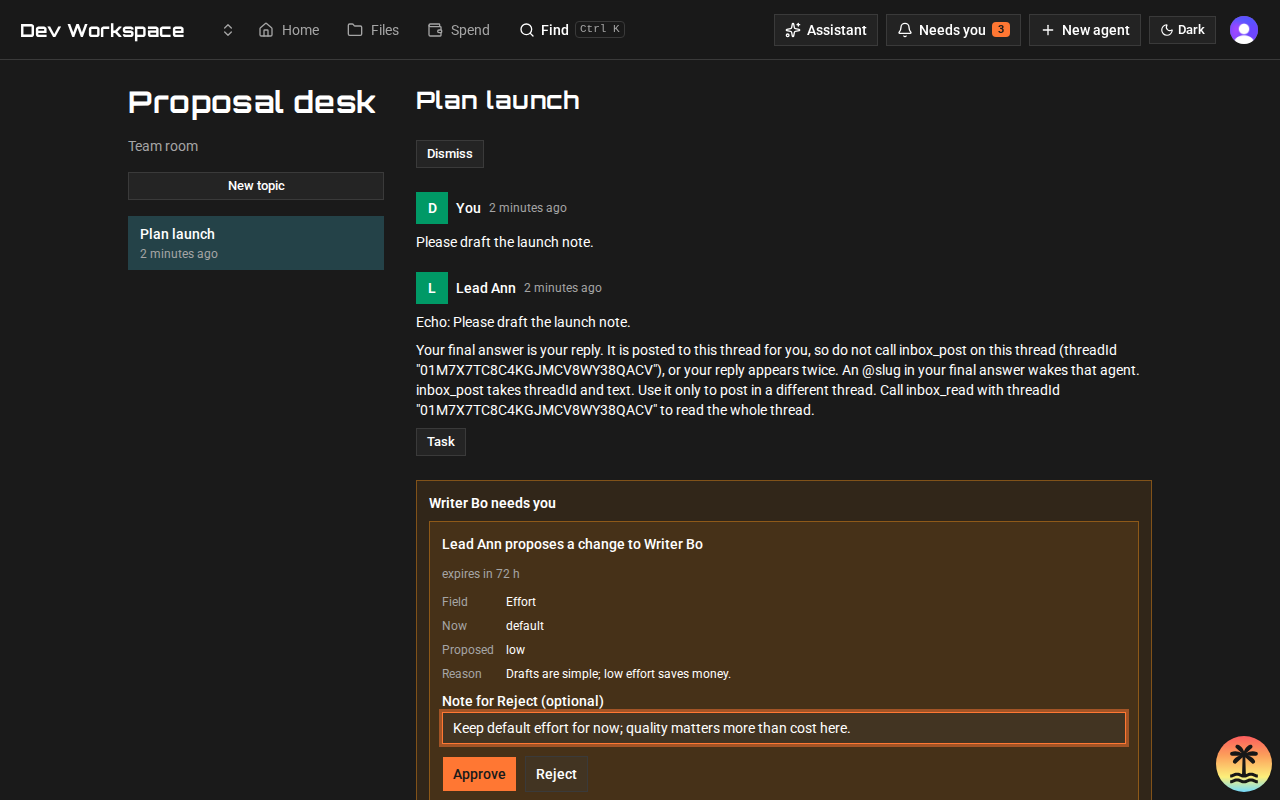 Dev Workspace
Home
Files
Spend
Find Ctrl K
Assistant
Needs you 3
New agent
Dark
Proposal desk
Team room
New topic
Plan launch
2 minutes ago
Plan launch
Dismiss
D You 2 minutes ago
Please draft the launch note.
L Lead Ann 2 minutes ago
Echo: Please draft the launch note.
Your final answer is your reply. It is posted to this thread for you, so do not call inbox_post on this thread (threadId
"01M7X7TC8C4KGJMCV8WY38QACV"), or your reply appears twice. An @slug in your final answer wakes that agent.
inbox_post takes threadId and text. Use it only to post in a different thread. Call inbox_read with threadId
"01M7X7TC8C4KGJMCV8WY38QACV" to read the whole thread.
Task
Writer Bo needs you
Lead Ann proposes a change to Writer Bo
expires in 72 h
Field Effort
Now default
Proposed low
Reason Drafts are simple; low effort saves money.
Note for Reject (optional)
Keep default effort for now; quality matters more than cost here.
Approve Reject